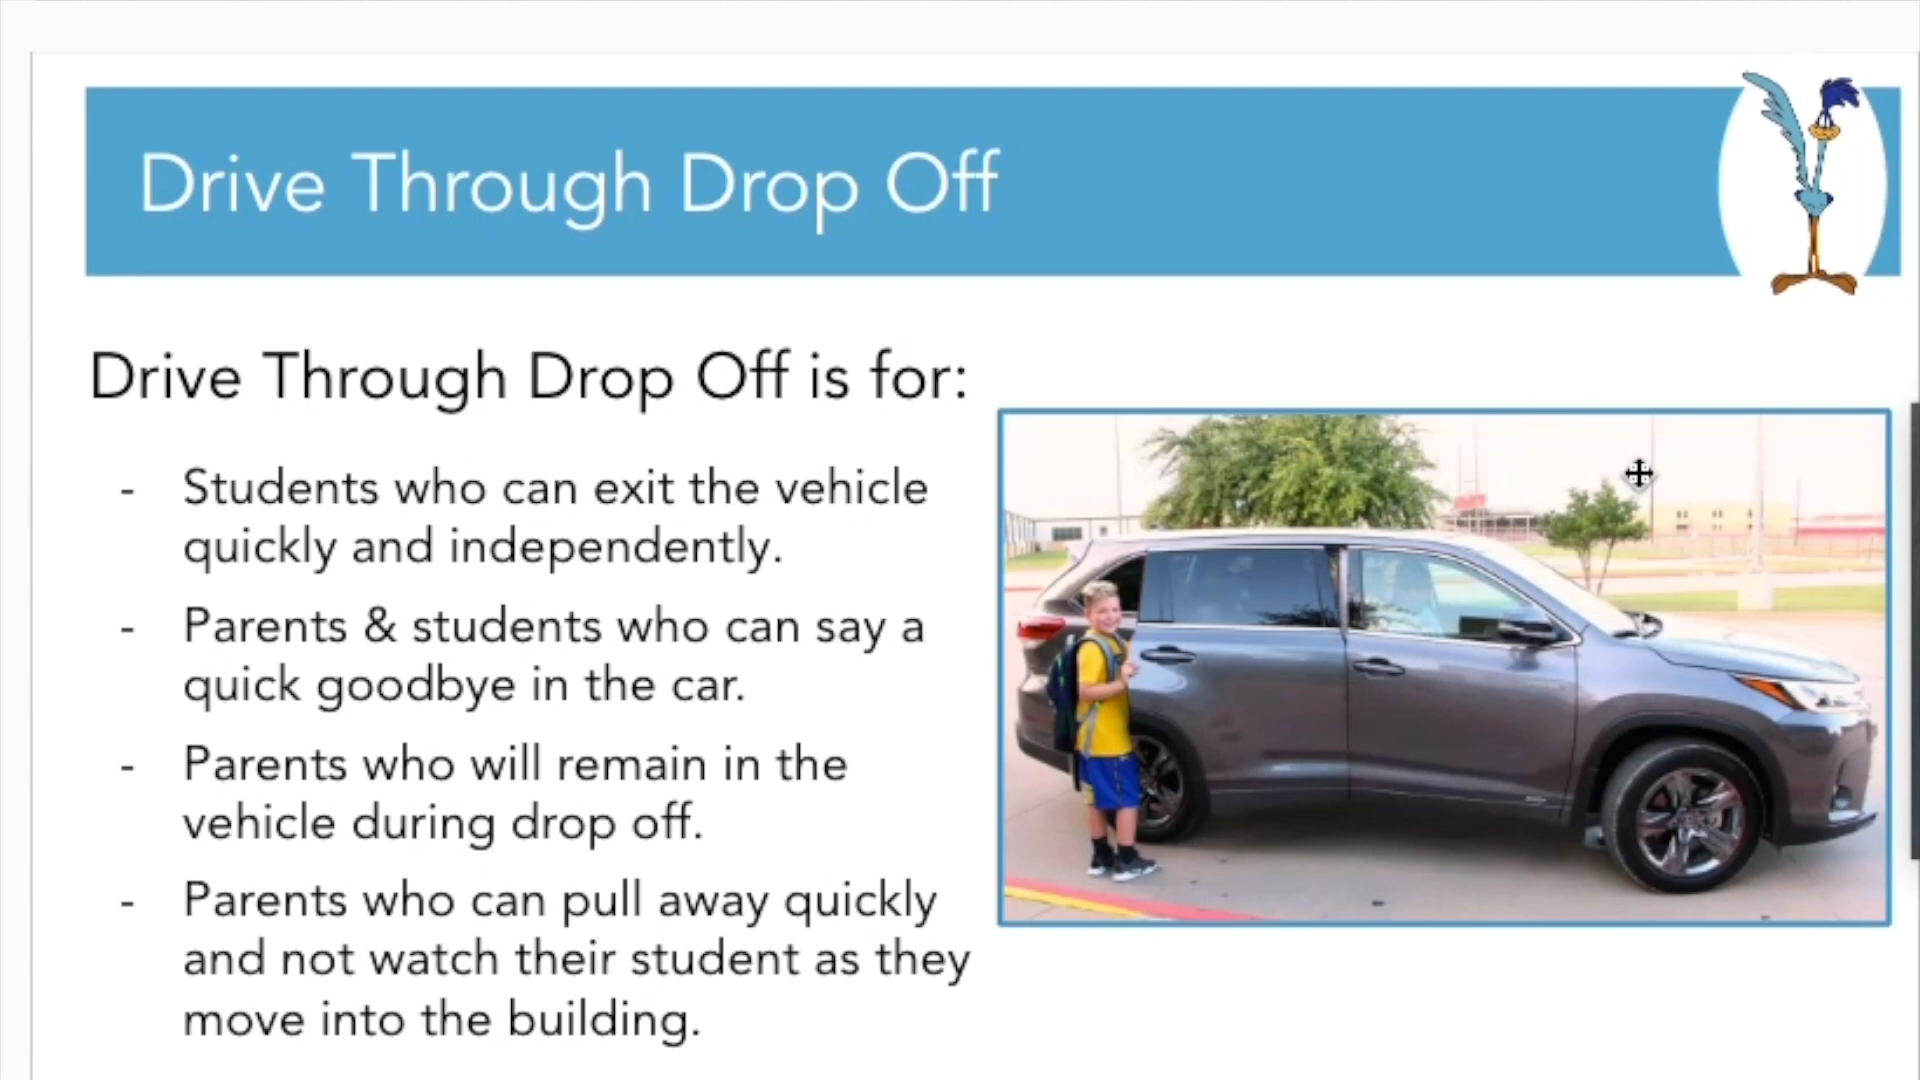 Drive Through Drop Off
Drive Through Drop Off is for:
- Students who can exit the vehicle
quickly and independently.
- Parents & students who can say a
quick goodbye in the car.
- Parents who will remain in the
vehicle during drop off.
- Parents who can pull away quickly
and not watch their student as they
move into the building.